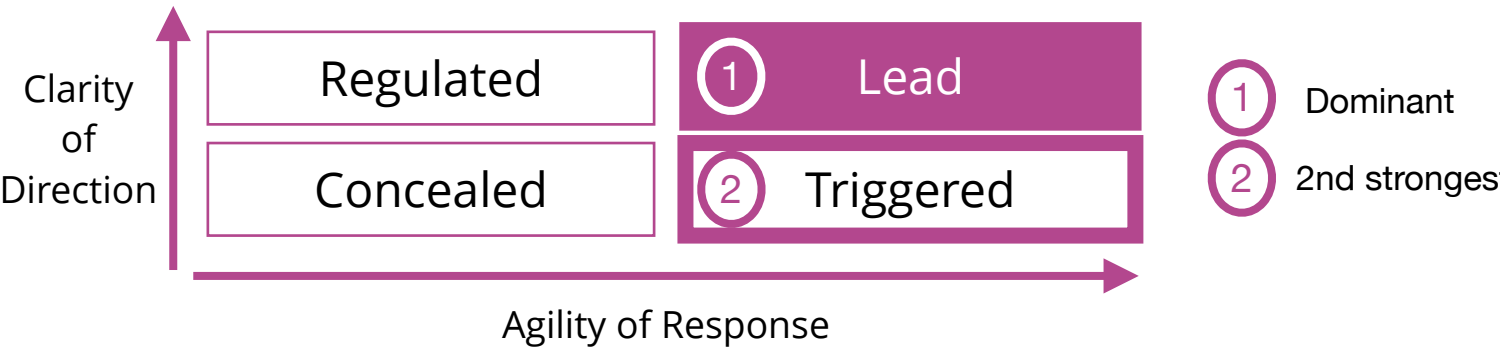 Clarity
of
Direction
Regulated
1 Lead
Concealed
2 Triggered
Agility of Response
1 Dominant
2 2nd stronges